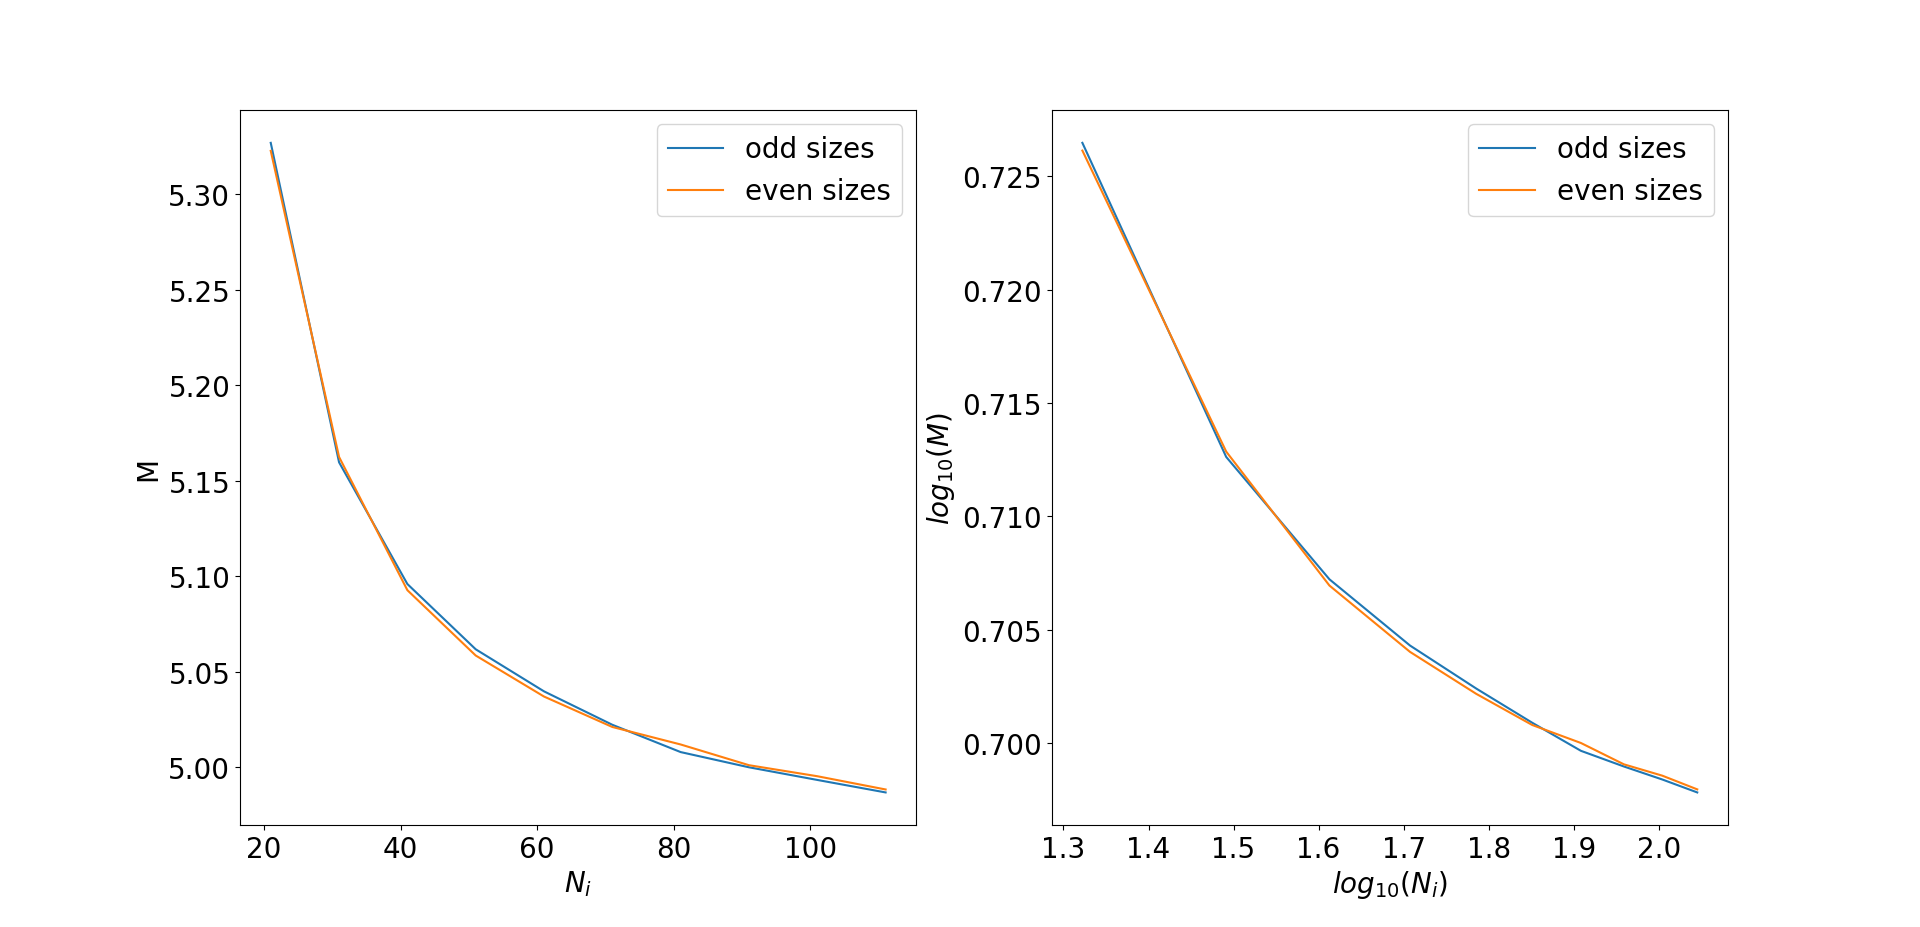 odd sizes
even sizes
5.30
5.25
5.20
5.15
5.10
5.05
5.00
M
20 40 60 80 100
N_i
odd sizes
even sizes
0.725
0.720
0.715
0.710
0.705
0.700
log_10(M)
1.3 1.4 1.5 1.6 1.7 1.8 1.9 2.0
log_10(N_i)